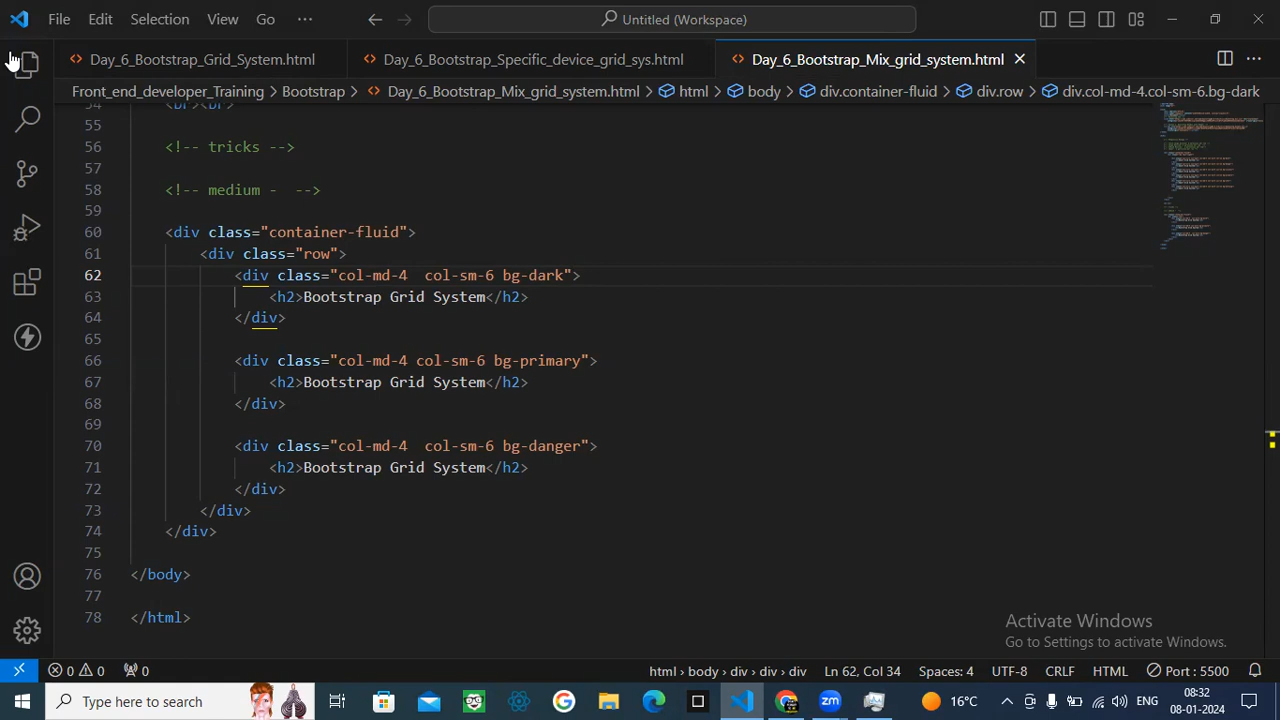 File Edit Selection View Go ··· Untitled (Workspace)
Day_6_Bootstrap_Grid_System.html Day_6_Bootstrap_Specific_device_grid_sys.html Day_6_Bootstrap_Mix_grid_system.html
Front_end_developer_Training > Bootstrap > Day_6_Bootstrap_Mix_grid_system.html > html > body > div.container-fluid > div.row > div.col-md-4.col-sm-6.bg-dark
54 <br><br>
55
56 <!-- tricks -->
57
58 <!-- medium -  -->
59
60 <div class="container-fluid">
61 <div class="row">
62 <div class="col-md-4  col-sm-6 bg-dark">
63 <h2>Bootstrap Grid System</h2>
64 </div>
65
66 <div class="col-md-4 col-sm-6 bg-primary">
67 <h2>Bootstrap Grid System</h2>
68 </div>
69
70 <div class="col-md-4  col-sm-6 bg-danger">
71 <h2>Bootstrap Grid System</h2>
72 </div>
73 </div>
74 </div>
75
76 </body>
77
78 </html>
Activate Windows
Go to Settings to activate Windows.
0 0 0 html > body > div > div > div Ln 62, Col 34 Spaces: 4 UTF-8 CRLF HTML Port : 5500
Type here to search 16°C ENG 08:32
08-01-2024